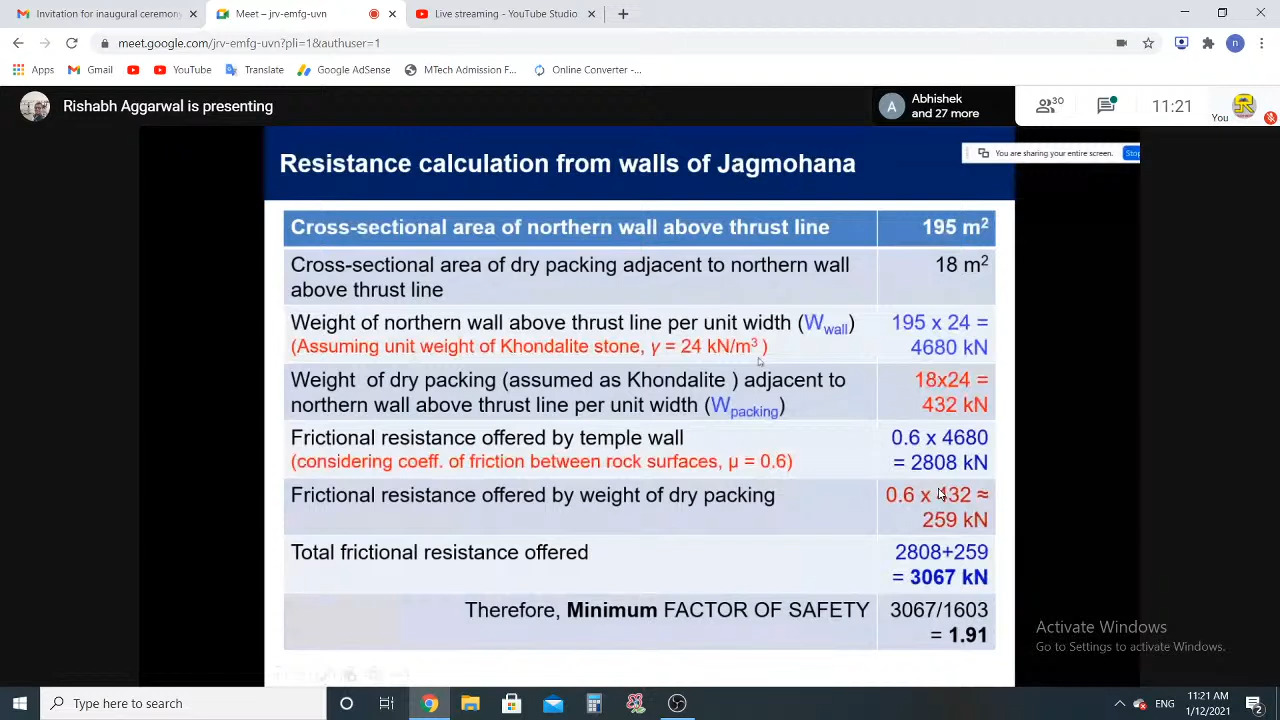 Invitation for inaugural ceremony
Meet – jrv-emfg-uvn
Live streaming - YouTube Studio
meet.google.com/jrv-emfg-uvn?pli=1&authuser=1
Apps
Gmail
YouTube
Translate
Google AdSense
MTech Admission F...
Online Converter -...
Rishabh Aggarwal is presenting
A
Abhishek
and 27 more
30
11:21
You
You are sharing your entire screen.
Stop
Resistance calculation from walls of Jagmohana
Cross-sectional area of northern wall above thrust line
195 m²
Cross-sectional area of dry packing adjacent to northern wall
above thrust line
18 m²
Weight of northern wall above thrust line per unit width (Wwall)
(Assuming unit weight of Khondalite stone, γ = 24 kN/m³ )
195 x 24 =
4680 kN
Weight of dry packing (assumed as Khondalite ) adjacent to
northern wall above thrust line per unit width (Wpacking)
18x24 =
432 kN
Frictional resistance offered by temple wall
(considering coeff. of friction between rock surfaces, μ = 0.6)
0.6 x 4680
= 2808 kN
Frictional resistance offered by weight of dry packing
0.6 x 432 ≈
259 kN
Total frictional resistance offered
2808+259
= 3067 kN
Therefore, Minimum FACTOR OF SAFETY
3067/1603
= 1.91
Activate Windows
Go to Settings to activate Windows.
Type here to search
ENG
11:21 AM
1/12/2021
2